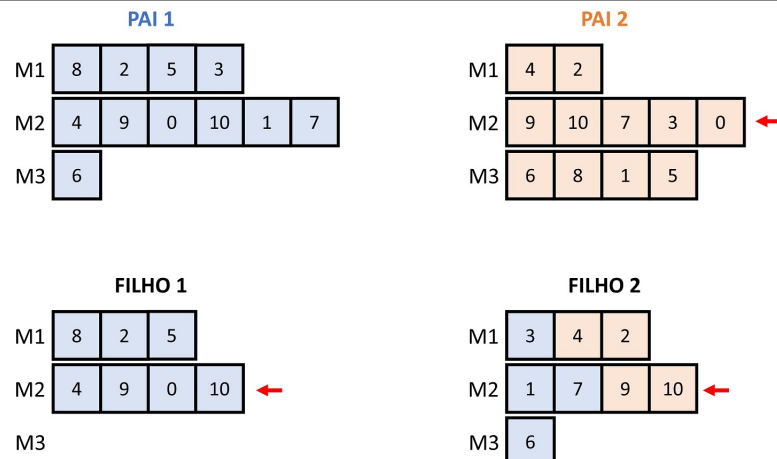 PAI 1
M1 8 2 5 3
M2 4 9 0 10 1 7
M3 6
PAI 2
M1 4 2
M2 9 10 7 3 0
M3 6 8 1 5
FILHO 1
M1 8 2 5
M2 4 9 0 10
M3
FILHO 2
M1 3 4 2
M2 1 7 9 10
M3 6